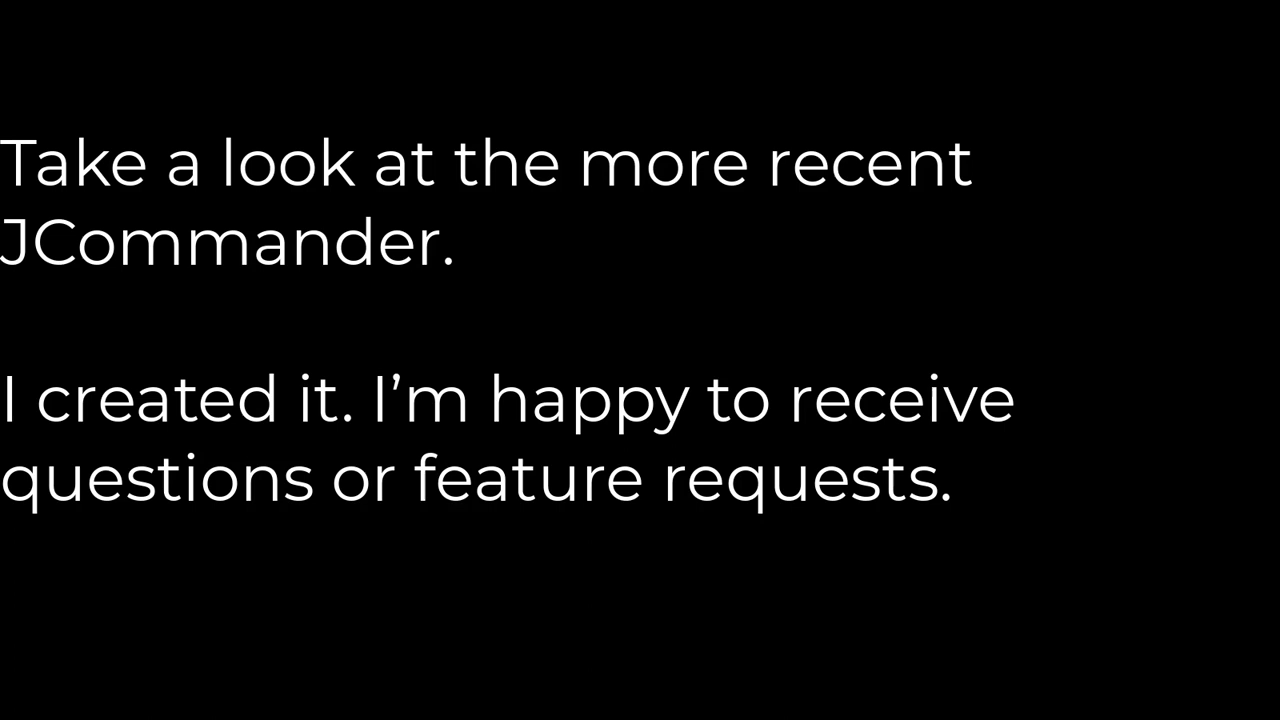 Take a look at the more recent
JCommander.
I created it. I’m happy to receive
questions or feature requests.